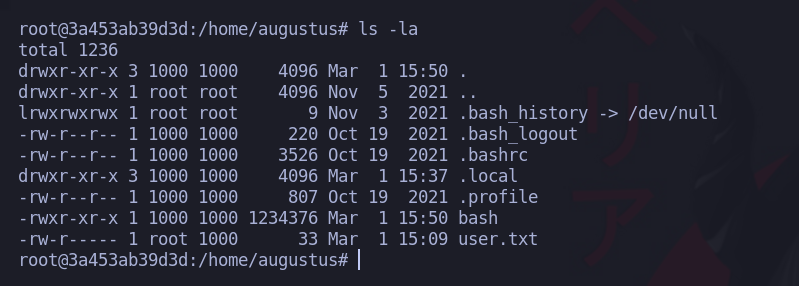 root@3a453ab39d3d:/home/augustus# ls -la
total 1236
drwxr-xr-x 3 1000 1000    4096 Mar  1 15:50 .
drwxr-xr-x 1 root root    4096 Nov  5  2021 ..
lrwxrwxrwx 1 root root       9 Nov  3  2021 .bash_history -> /dev/null
-rw-r--r-- 1 1000 1000     220 Oct 19  2021 .bash_logout
-rw-r--r-- 1 1000 1000    3526 Oct 19  2021 .bashrc
drwxr-xr-x 3 1000 1000    4096 Mar  1 15:37 .local
-rw-r--r-- 1 1000 1000     807 Oct 19  2021 .profile
-rwxr-xr-x 1 1000 1000 1234376 Mar  1 15:50 bash
-rw-r----- 1 root 1000      33 Mar  1 15:09 user.txt
root@3a453ab39d3d:/home/augustus#
ヘリア